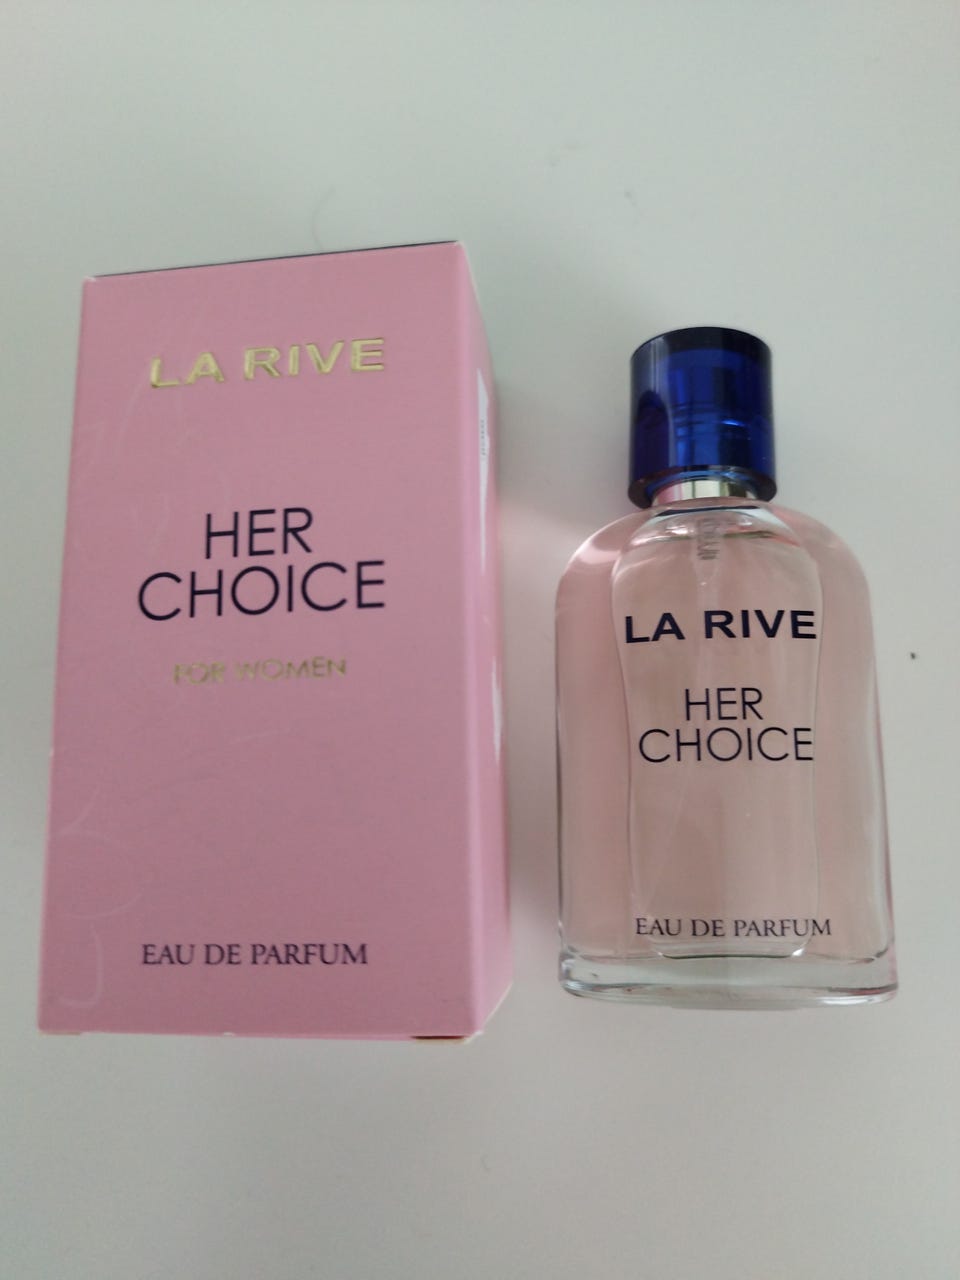 LA RIVE
HER
CHOICE
FOR WOMEN
EAU DE PARFUM
LA RIVE
HER
CHOICE
EAU DE PARFUM